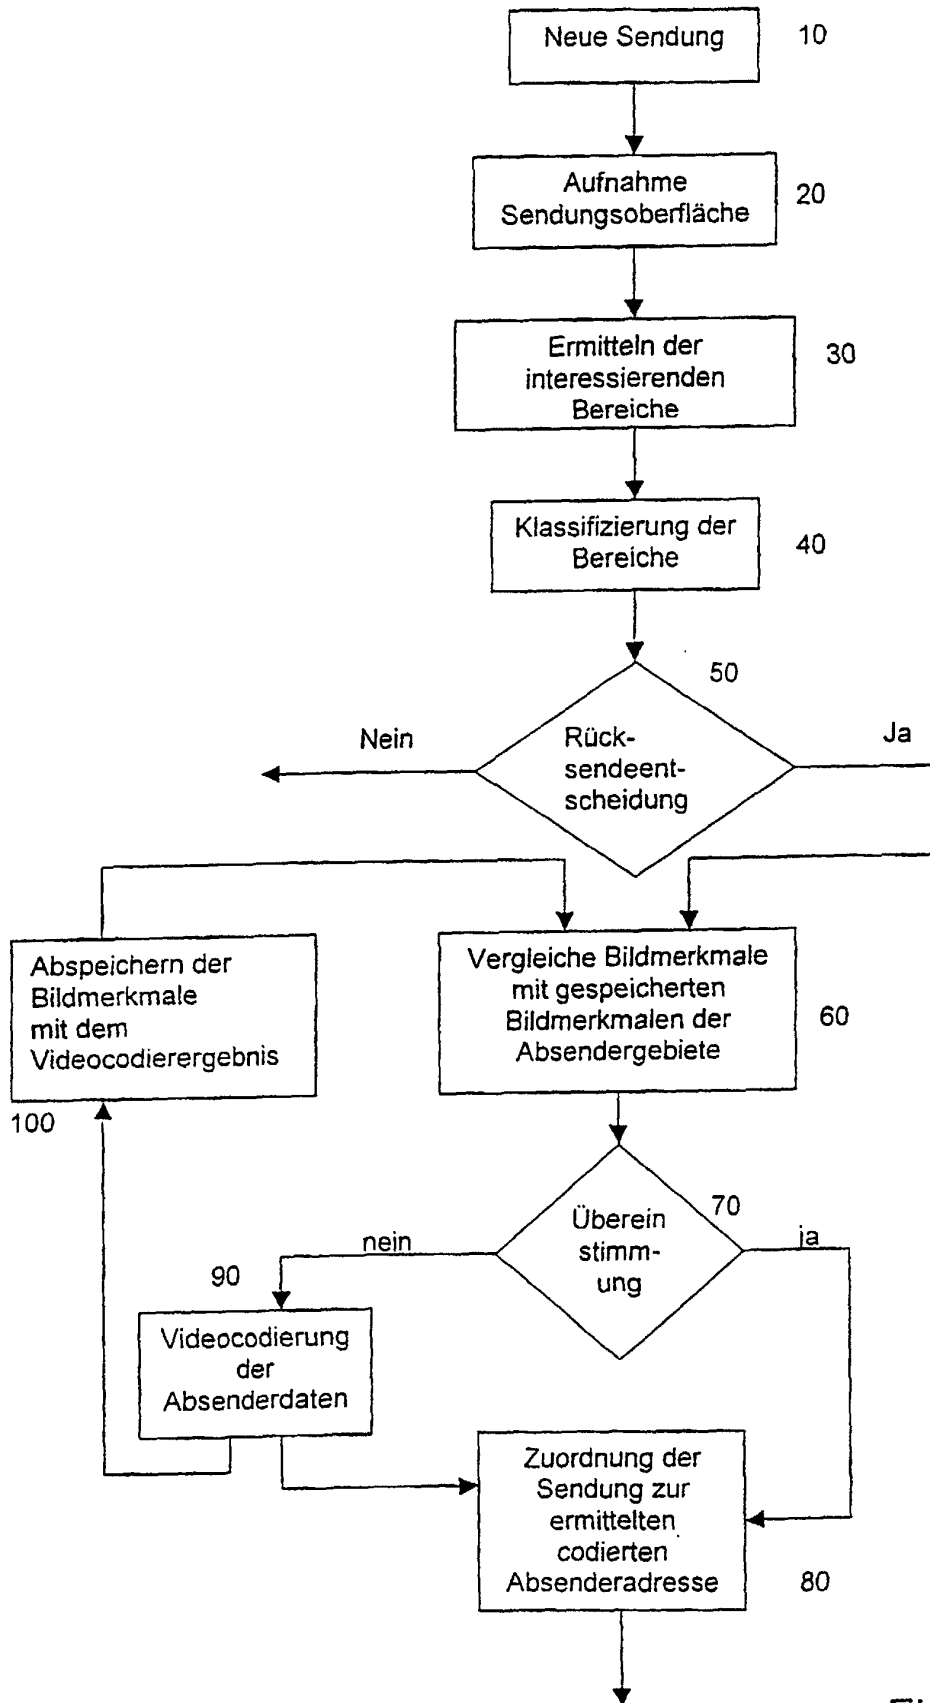 Neue Sendung
10
Aufnahme
Sendungsoberfläche
20
Ermitteln der
interessierenden
Bereiche
30
Klassifizierung der
Bereiche
40
50
Nein
Rück-
sendeent-
scheidung
Ja
Abspeichern der
Bildmerkmale
mit dem
Videocodierergebnis
100
Vergleiche Bildmerkmale
mit gespeicherten
Bildmerkmalen der
Absendergebiete
60
70
Überein
stimm-
ung
nein
ja
90
Videocodierung
der
Absenderdaten
Zuordnung der
Sendung zur
ermittelten
codierten
Absenderadresse
80